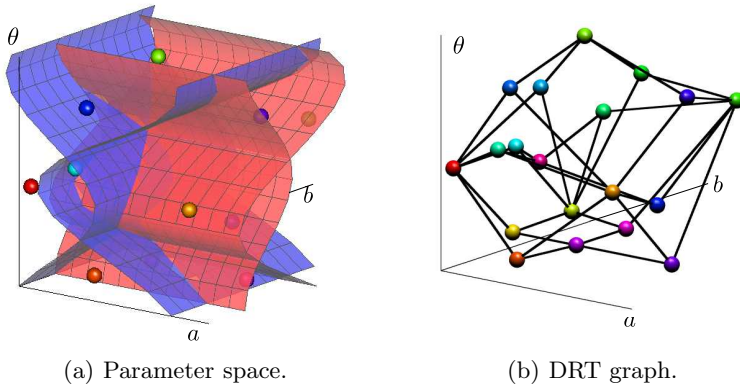 θ
b
a
(a) Parameter space.
θ
b
a
(b) DRT graph.